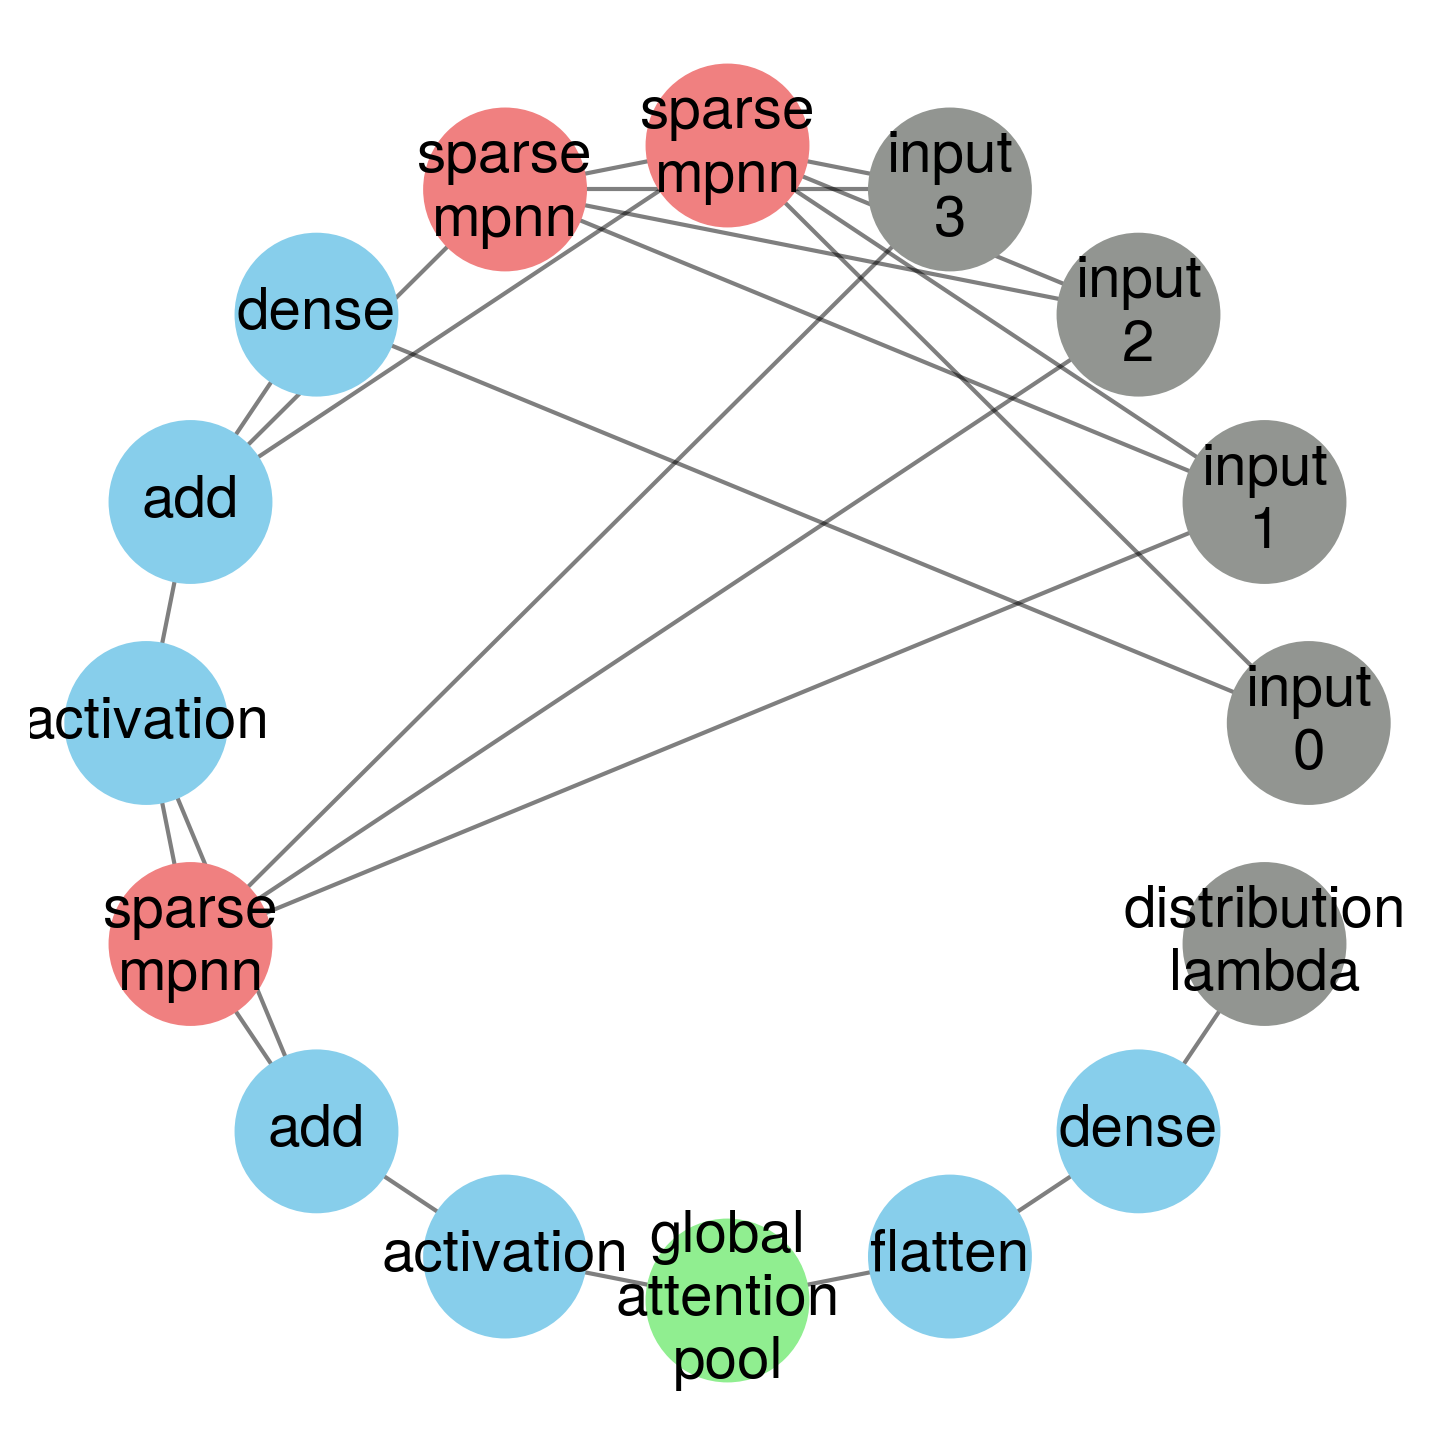 sparse
mpnn
sparse
mpnn
input
3
dense
input
2
add
input
1
activation
input
0
sparse
mpnn
distribution
lambda
add
dense
activation
global
attention
pool
flatten